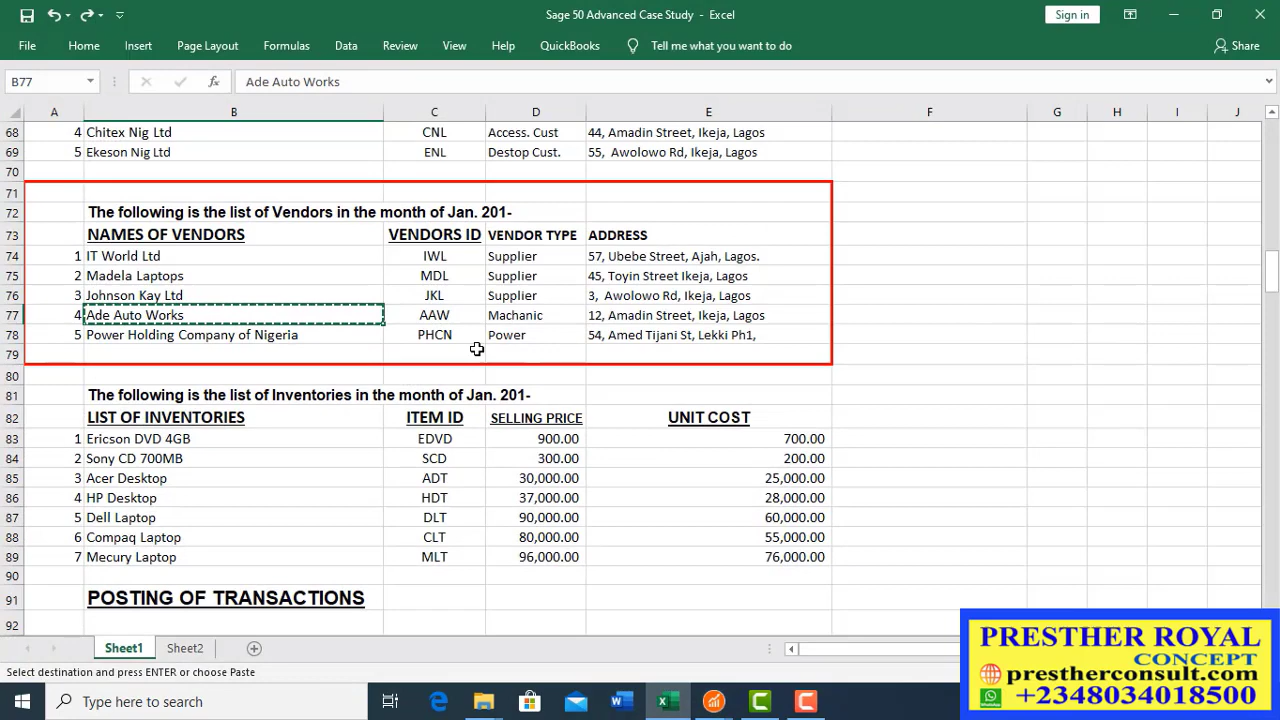 Sage 50 Advanced Case Study - Excel
Sign in
File Home Insert Page Layout Formulas Data Review View Help QuickBooks Tell me what you want to do Share
B77 fx Ade Auto Works
A B C D E F G H I J
68 4 Chitex Nig Ltd CNL Access. Cust 44, Amadin Street, Ikeja, Lagos
69 5 Ekeson Nig Ltd ENL Destop Cust. 55, Awolowo Rd, Ikeja, Lagos
70
71
72 The following is the list of Vendors in the month of Jan. 201-
73 NAMES OF VENDORS VENDORS ID VENDOR TYPE ADDRESS
74 1 IT World Ltd IWL Supplier 57, Ubebe Street, Ajah, Lagos.
75 2 Madela Laptops MDL Supplier 45, Toyin Street Ikeja, Lagos
76 3 Johnson Kay Ltd JKL Supplier 3, Awolowo Rd, Ikeja, Lagos
77 4 Ade Auto Works AAW Machanic 12, Amadin Street, Ikeja, Lagos
78 5 Power Holding Company of Nigeria PHCN Power 54, Amed Tijani St, Lekki Ph1,
79
80
81 The following is the list of Inventories in the month of Jan. 201-
82 LIST OF INVENTORIES ITEM ID SELLING PRICE UNIT COST
83 1 Ericson DVD 4GB EDVD 900.00 700.00
84 2 Sony CD 700MB SCD 300.00 200.00
85 3 Acer Desktop ADT 30,000.00 25,000.00
86 4 HP Desktop HDT 37,000.00 28,000.00
87 5 Dell Laptop DLT 90,000.00 60,000.00
88 6 Compaq Laptop CLT 80,000.00 55,000.00
89 7 Mecury Laptop MLT 96,000.00 76,000.00
90
91 POSTING OF TRANSACTIONS
92
Sheet1 Sheet2
Select destination and press ENTER or choose Paste
Type here to search
PRESTHER ROYAL
CONCEPT
prestherconsult.com
+2348034018500